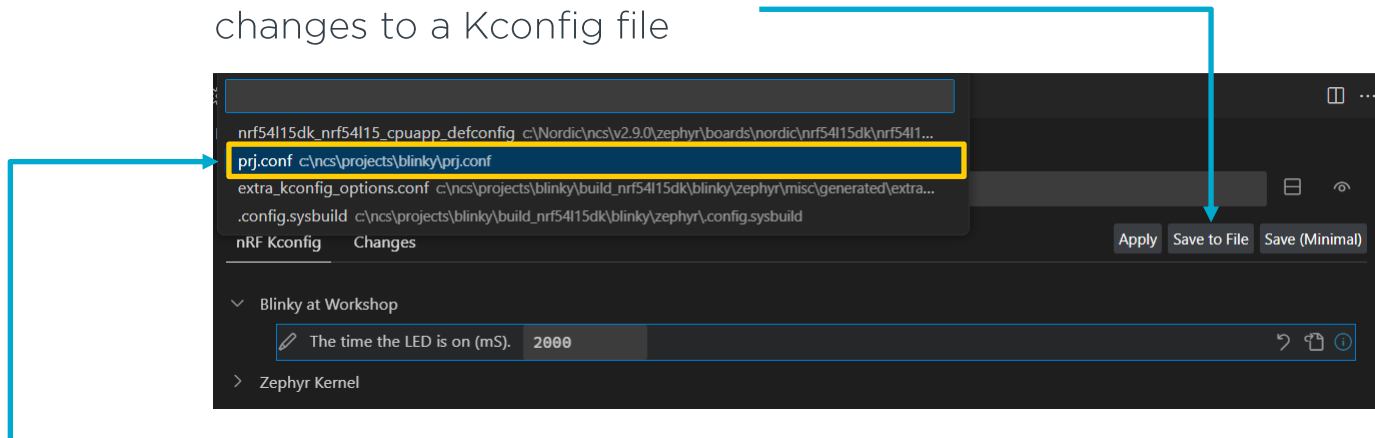 changes to a Kconfig file
nrf54l15dk_nrf54l15_cpuapp_defconfig c:\Nordic\ncs\v2.9.0\zephyr\boards\nordic\nrf54l15dk\nrf54l1...
prj.conf c:\ncs\projects\blinky\prj.conf
extra_kconfig_options.conf c:\ncs\projects\blinky\build_nrf54l15dk\blinky\zephyr\misc\generated\extra...
.config.sysbuild c:\ncs\projects\blinky\build_nrf54l15dk\blinky\zephyr\.config.sysbuild
nRF Kconfig Changes Apply Save to File Save (Minimal)
Blinky at Workshop
The time the LED is on (mS). 2000
Zephyr Kernel